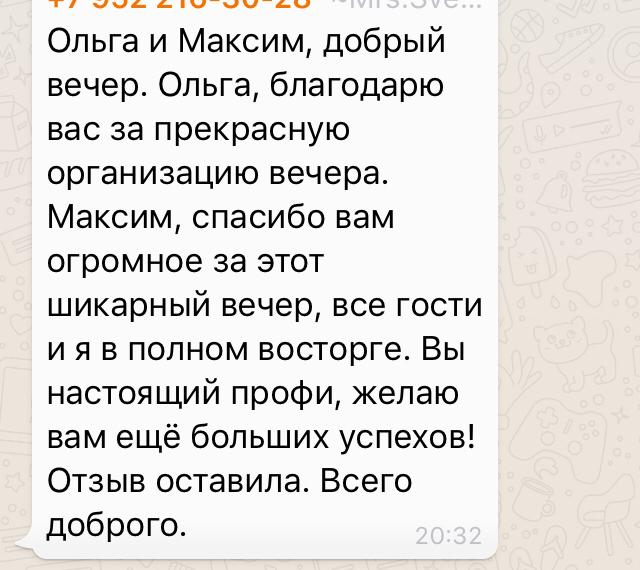 +7 952 216-30-28 ~Mrs.Sve...
Ольга и Максим, добрый
вечер. Ольга, благодарю
вас за прекрасную
организацию вечера.
Максим, спасибо вам
огромное за этот
шикарный вечер, все гости
и я в полном восторге. Вы
настоящий профи, желаю
вам ещё больших успехов!
Отзыв оставила. Всего
доброго.
20:32